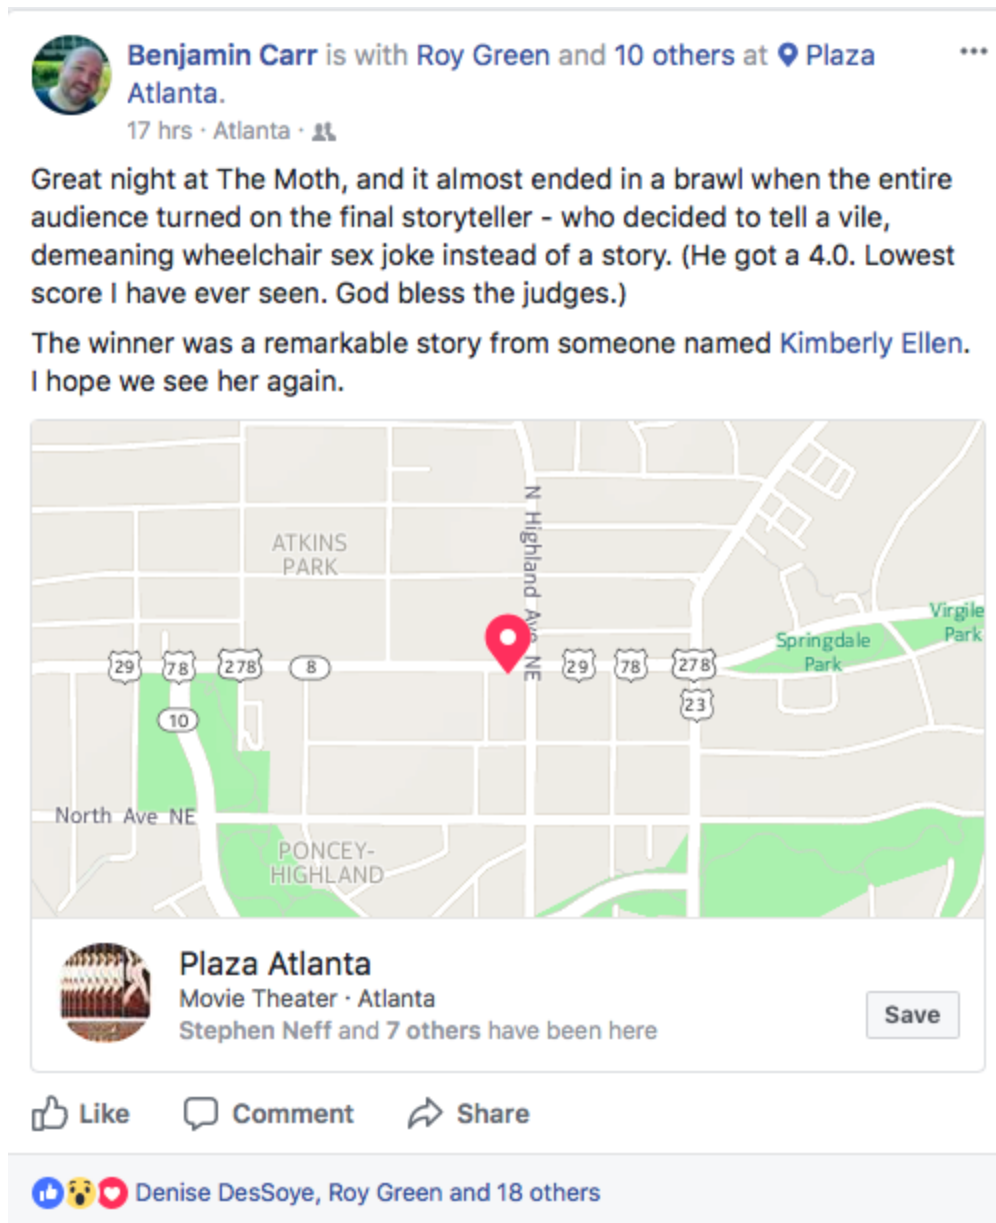 Benjamin Carr is with Roy Green and 10 others at Plaza
Atlanta.
17 hrs · Atlanta ·
Great night at The Moth, and it almost ended in a brawl when the entire
audience turned on the final storyteller - who decided to tell a vile,
demeaning wheelchair sex joke instead of a story. (He got a 4.0. Lowest
score I have ever seen. God bless the judges.)
The winner was a remarkable story from someone named Kimberly Ellen.
I hope we see her again.
N Highland Ave NE
ATKINS
PARK
Virgile
Park
Springdale
Park
29 78 278 8 29 78 278
23
10
North Ave NE
PONCEY-
HIGHLAND
Plaza Atlanta
Movie Theater · Atlanta
Stephen Neff and 7 others have been here
Save
Like Comment Share
Denise DesSoye, Roy Green and 18 others